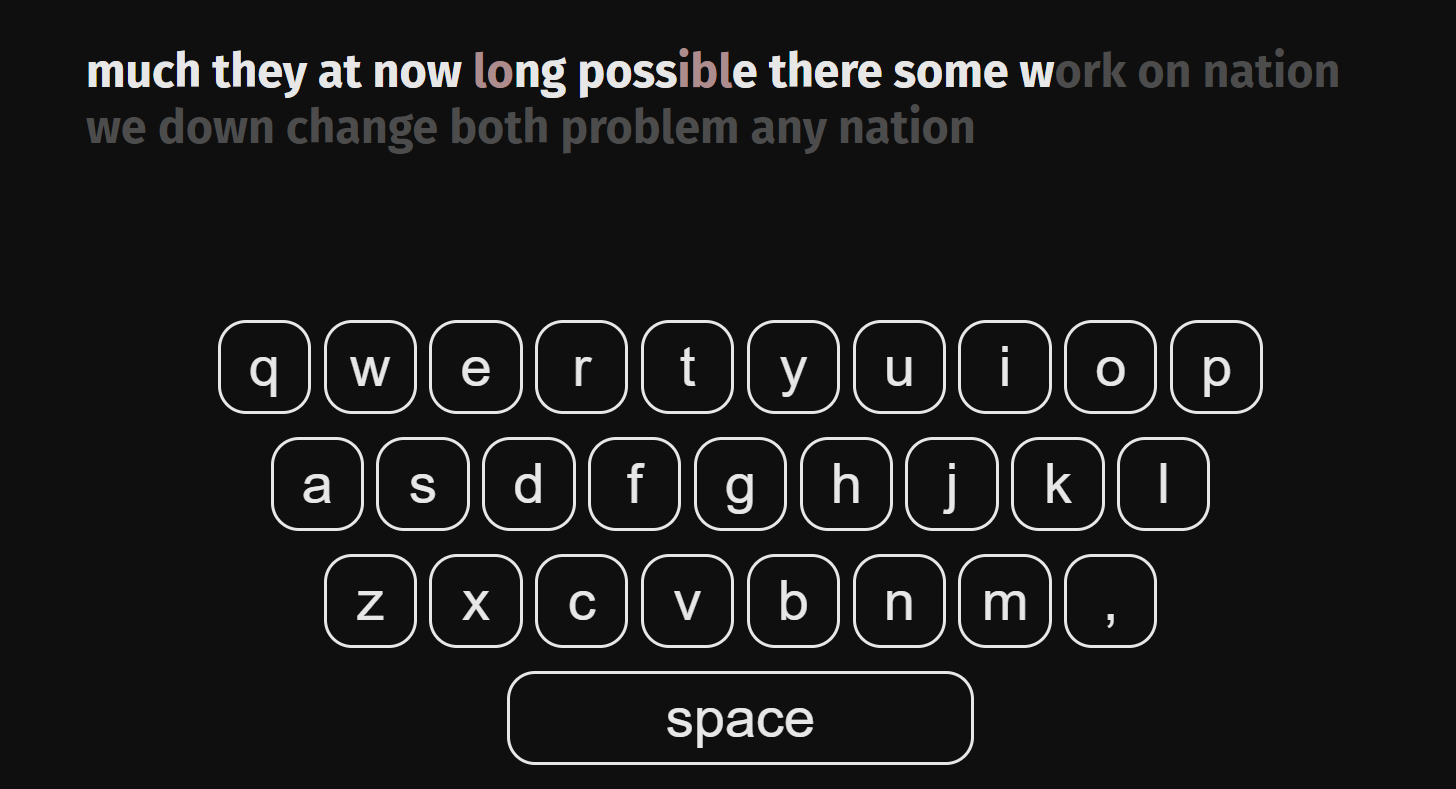 much they at now long possible there some work on nation
we down change both problem any nation
q w e r t y u i o p
a s d f g h j k l
z x c v b n m ,
space